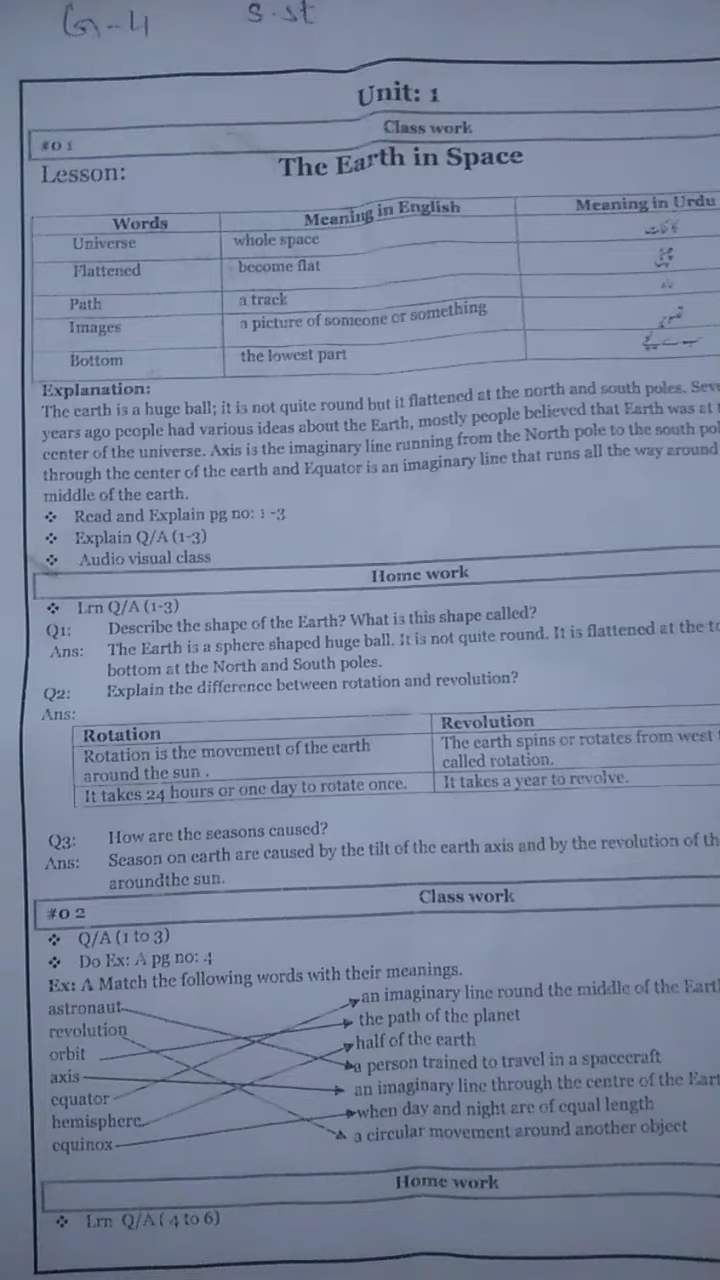 G-4 S.st
Unit: 1
Class work
#0 1
Lesson: The Earth in Space
Words Meaning in English Meaning in Urdu
Universe whole space کائنات
Flattened become flat
Path a track راہ
Images a picture of someone or something تصویر
Bottom the lowest part
Explanation:
The earth is a huge ball; it is not quite round but it flattened at the north and south poles.
years ago people had various ideas about the Earth, mostly people believed that Earth was at
center of the universe. Axis is the imaginary line running from the North pole to the south
through the center of the earth and Equator is an imaginary line that runs all the way around
middle of the earth.
❖ Read and Explain pg no: 1 -3
❖ Explain Q/A (1-3)
❖ Audio visual class
Home work
❖ Lrn Q/A (1-3)
Q1: Describe the shape of the Earth? What is this shape called?
Ans: The Earth is a sphere shaped huge ball. It is not quite round. It is flattened at the
bottom at the North and South poles.
Q2: Explain the difference between rotation and revolution?
Ans:
Rotation Revolution
Rotation is the movement of the earth The earth spins or rotates from west
around the sun . called rotation.
It takes 24 hours or one day to rotate once. It takes a year to revolve.
Q3: How are the seasons caused?
Ans: Season on earth are caused by the tilt of the earth axis and by the revolution of
aroundthe sun.
Class work
#0 2
❖ Q/A (1 to 3)
❖ Do Ex: A pg no: 4
Ex: A Match the following words with their meanings.
astronaut an imaginary line round the middle of the
revolution the path of the planet
orbit half of the earth
axis a person trained to travel in a spacecraft
equator an imaginary line through the centre of the
hemisphere when day and night are of equal length
equinox a circular movement around another object
Home work
❖ Lrn Q/A ( 4 to 6)